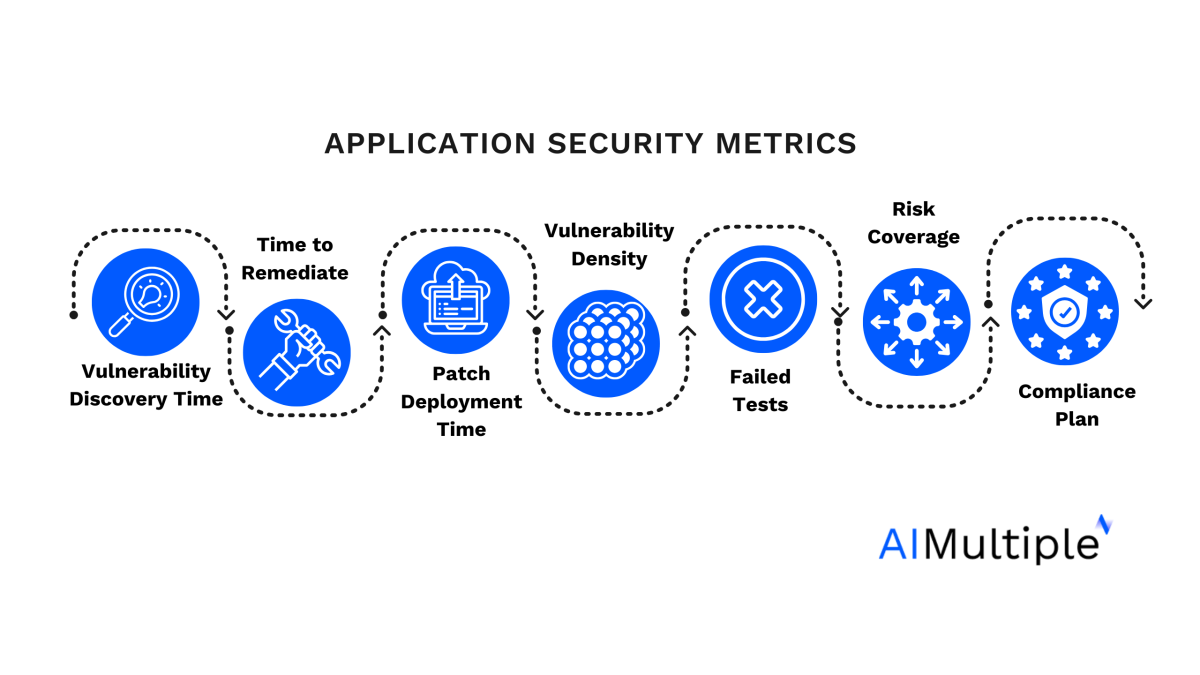 APPLICATION SECURITY METRICS
Vulnerability
Discovery Time
Time to
Remediate
Patch
Deployment
Time
Vulnerability
Density
Failed
Tests
Risk
Coverage
Compliance
Plan
AIMultiple